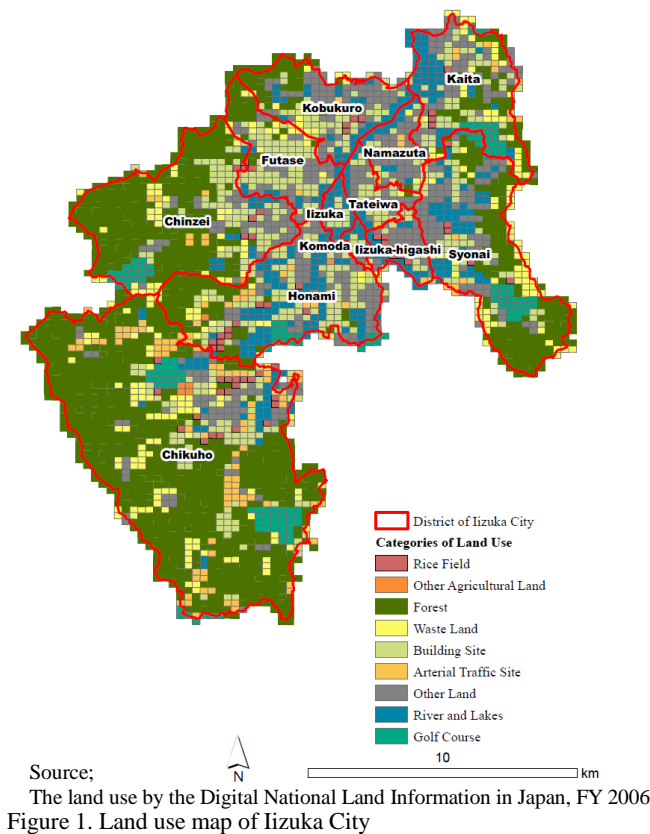 Kaita
Kobukuro
Namazuta
Futase
Tateiwa
Iizuka
Chinzei
Komoda
Iizuka-higashi
Syonai
Honami
Chikuho
District of Iizuka City
Categories of Land Use
Rice Field
Other Agricultural Land
Forest
Waste Land
Building Site
Arterial Traffic Site
Other Land
River and Lakes
Golf Course
10
N
km
Source;
The land use by the Digital National Land Information in Japan, FY 2006
Figure 1. Land use map of Iizuka City